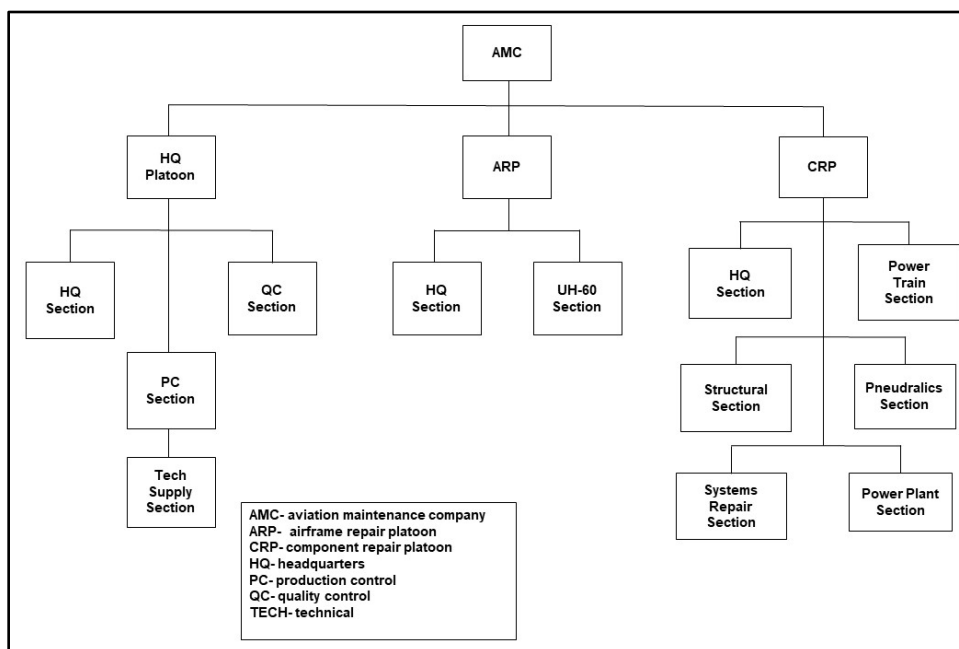 AMC
HQ
Platoon
ARP
CRP
HQ
Section
QC
Section
HQ
Section
UH-60
Section
HQ
Section
Power
Train
Section
PC
Section
Structural
Section
Pneudralics
Section
Tech
Supply
Section
Systems
Repair
Section
Power Plant
Section
AMC- aviation maintenance company
ARP- airframe repair platoon
CRP- component repair platoon
HQ- headquarters
PC- production control
QC- quality control
TECH- technical